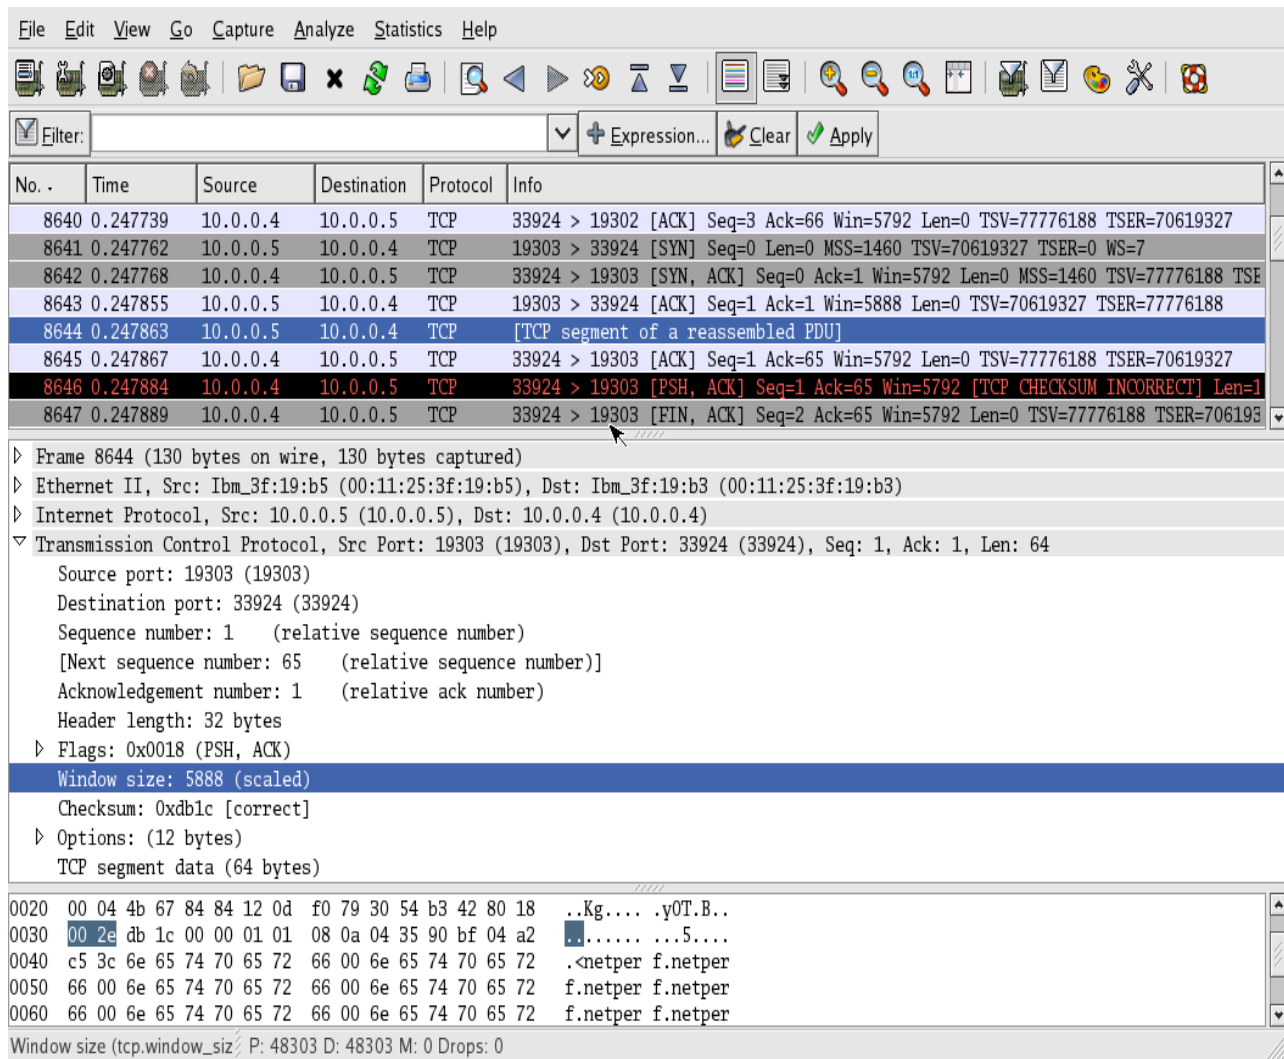 File Edit View Go Capture Analyze Statistics Help
Filter: Expression... Clear Apply
No. Time Source Destination Protocol Info
8640 0.247739 10.0.0.4 10.0.0.5 TCP 33924 > 19302 [ACK] Seq=3 Ack=66 Win=5792 Len=0 TSV=77776188 TSER=70619327
8641 0.247762 10.0.0.5 10.0.0.4 TCP 19303 > 33924 [SYN] Seq=0 Len=0 MSS=1460 TSV=70619327 TSER=0 WS=7
8642 0.247768 10.0.0.4 10.0.0.5 TCP 33924 > 19303 [SYN, ACK] Seq=0 Ack=1 Win=5792 Len=0 MSS=1460 TSV=77776188 TSE
8643 0.247855 10.0.0.5 10.0.0.4 TCP 19303 > 33924 [ACK] Seq=1 Ack=1 Win=5888 Len=0 TSV=70619327 TSER=77776188
8644 0.247863 10.0.0.5 10.0.0.4 TCP [TCP segment of a reassembled PDU]
8645 0.247867 10.0.0.4 10.0.0.5 TCP 33924 > 19303 [ACK] Seq=1 Ack=65 Win=5792 Len=0 TSV=77776188 TSER=70619327
8646 0.247884 10.0.0.4 10.0.0.5 TCP 33924 > 19303 [PSH, ACK] Seq=1 Ack=65 Win=5792 [TCP CHECKSUM INCORRECT] Len=1
8647 0.247889 10.0.0.4 10.0.0.5 TCP 33924 > 19303 [FIN, ACK] Seq=2 Ack=65 Win=5792 Len=0 TSV=77776188 TSER=706193
Frame 8644 (130 bytes on wire, 130 bytes captured)
Ethernet II, Src: Ibm_3f:19:b5 (00:11:25:3f:19:b5), Dst: Ibm_3f:19:b3 (00:11:25:3f:19:b3)
Internet Protocol, Src: 10.0.0.5 (10.0.0.5), Dst: 10.0.0.4 (10.0.0.4)
Transmission Control Protocol, Src Port: 19303 (19303), Dst Port: 33924 (33924), Seq: 1, Ack: 1, Len: 64
Source port: 19303 (19303)
Destination port: 33924 (33924)
Sequence number: 1 (relative sequence number)
[Next sequence number: 65 (relative sequence number)]
Acknowledgement number: 1 (relative ack number)
Header length: 32 bytes
Flags: 0x0018 (PSH, ACK)
Window size: 5888 (scaled)
Checksum: 0xdb1c [correct]
Options: (12 bytes)
TCP segment data (64 bytes)
0020 00 04 4b 67 84 84 12 0d f0 79 30 54 b3 42 80 18 ..Kg.... .y0T.B..
0030 00 2e db 1c 00 00 01 01 08 0a 04 35 90 bf 04 a2 ........ ...5....
0040 c5 3c 6e 65 74 70 65 72 66 00 6e 65 74 70 65 72 .<netper f.netper
0050 66 00 6e 65 74 70 65 72 66 00 6e 65 74 70 65 72 f.netper f.netper
0060 66 00 6e 65 74 70 65 72 66 00 6e 65 74 70 65 72 f.netper f.netper
Window size (tcp.window_siz P: 48303 D: 48303 M: 0 Drops: 0